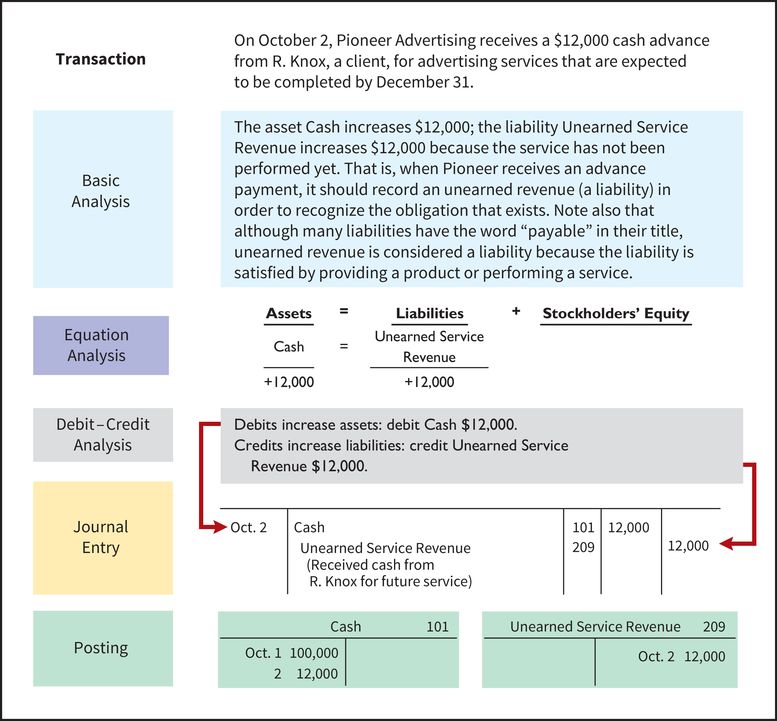 Transaction
On October 2, Pioneer Advertising receives a $12,000 cash advance
from R. Knox, a client, for advertising services that are expected
to be completed by December 31.
Basic
Analysis
The asset Cash increases $12,000; the liability Unearned Service
Revenue increases $12,000 because the service has not been
performed yet. That is, when Pioneer receives an advance
payment, it should record an unearned revenue (a liability) in
order to recognize the obligation that exists. Note also that
although many liabilities have the word “payable” in their title,
unearned revenue is considered a liability because the liability is
satisfied by providing a product or performing a service.
Equation
Analysis
Assets = Liabilities + Stockholders’ Equity
Cash = Unearned Service
Revenue
+12,000 +12,000
Debit–Credit
Analysis
Debits increase assets: debit Cash $12,000.
Credits increase liabilities: credit Unearned Service
Revenue $12,000.
Journal
Entry
Oct. 2 Cash 101 12,000
Unearned Service Revenue 209 12,000
(Received cash from
R. Knox for future service)
Posting
Cash 101
Oct. 1 100,000
2 12,000
Unearned Service Revenue 209
Oct. 2 12,000